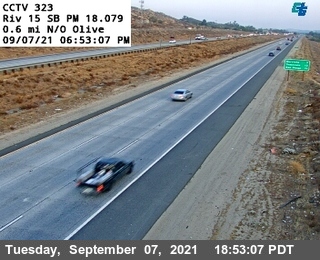 CCTV 323
Riv 15 SB PM 18.079
0.6 mi N/O Olive
09/07/21 06:53:07 PM
Tuesday, September 07, 2021 18:53:07 PDT